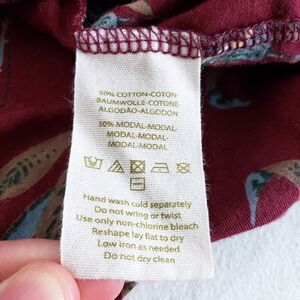 50% COTTON-COTON-
BAUMWOLLE-COTONE-
ALGODÃO-ALGODÓN
50% MODAL-MODAL-
MODAL-MODAL-
MODAL-MODAL
Hand wash cold separately
Do not wring or twist
Use only non-chlorine bleach
Reshape lay flat to dry
Low iron as needed
Do not dry clean